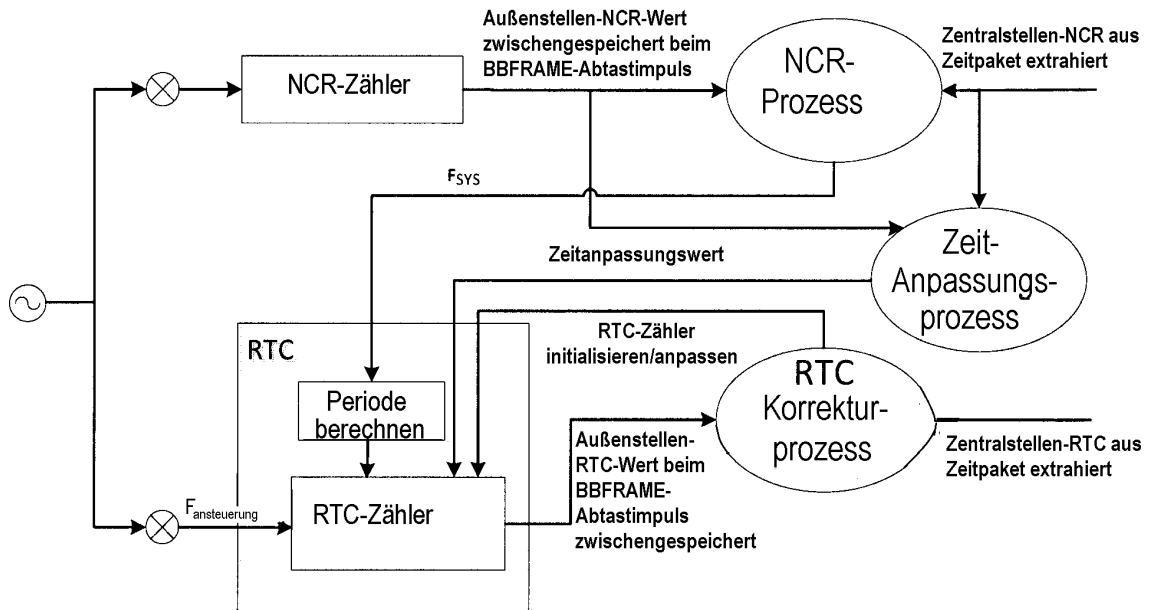 Außenstellen-NCR-Wert
zwischengespeichert beim
BBFRAME-Abtastimpuls
NCR-
Prozess
Zentralstellen-NCR aus
Zeitpaket extrahiert
NCR-Zähler
FSYS
Zeitanpassungswert
Zeit-
Anpassungs-
prozess
RTC
RTC-Zähler
initialisieren/anpassen
RTC
Korrektur-
prozess
Periode
berechnen
Außenstellen-
RTC-Wert beim
BBFRAME-
Abtastimpuls
zwischengespeichert
Zentralstellen-RTC aus
Zeitpaket extrahiert
Fansteuerung
RTC-Zähler